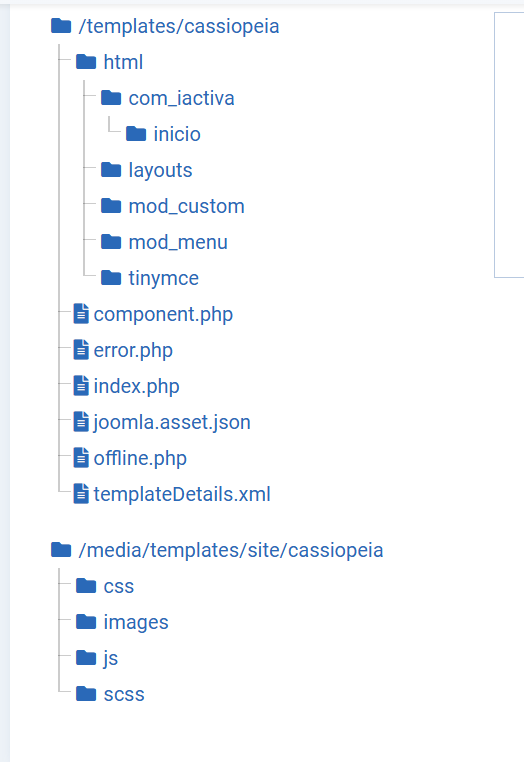 /templates/cassiopeia
html
com_iactiva
inicio
layouts
mod_custom
mod_menu
tinymce
component.php
error.php
index.php
joomla.asset.json
offline.php
templateDetails.xml
/media/templates/site/cassiopeia
css
images
js
scss